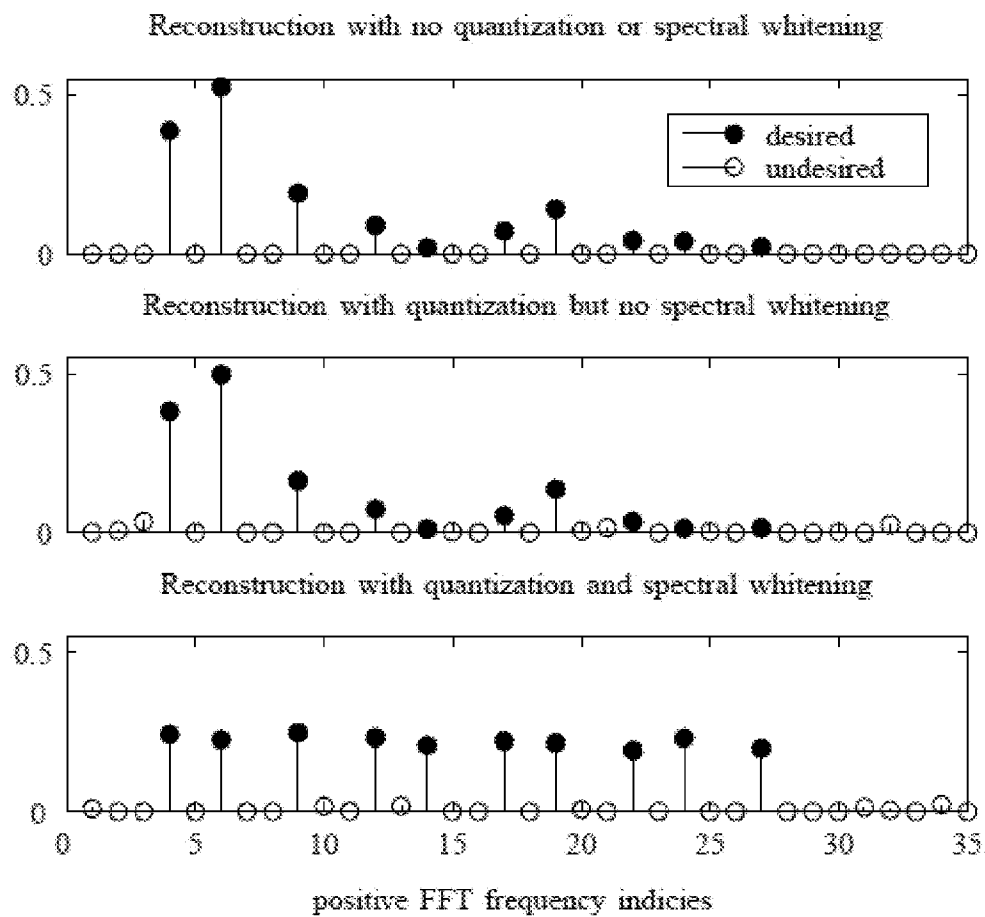 Reconstruction with no quantization or spectral whitening
0.5
desired
undesired
0
Reconstruction with quantization but no spectral whitening
0.5
0
Reconstruction with quantization and spectral whitening
0.5
0
0 5 10 15 20 25 30 35
positive FFT frequency indicies